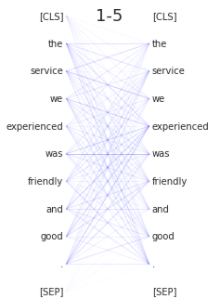 1-5
[CLS] [CLS]
the the
service service
we we
experienced experienced
was was
friendly friendly
and and
good good
. .
[SEP] [SEP]